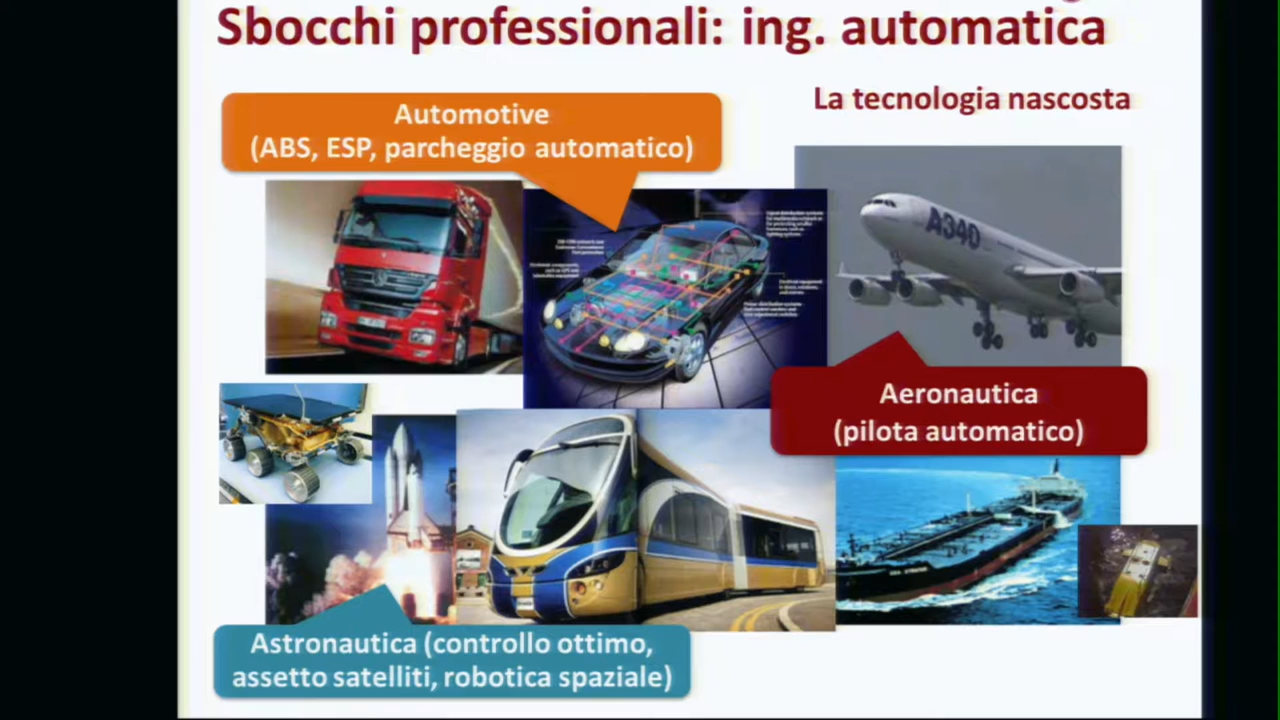 Sbocchi professionali: ing. automatica
La tecnologia nascosta
Automotive
(ABS, ESP, parcheggio automatico)
A340
Aeronautica
(pilota automatico)
Astronautica (controllo ottimo,
assetto satelliti, robotica spaziale)